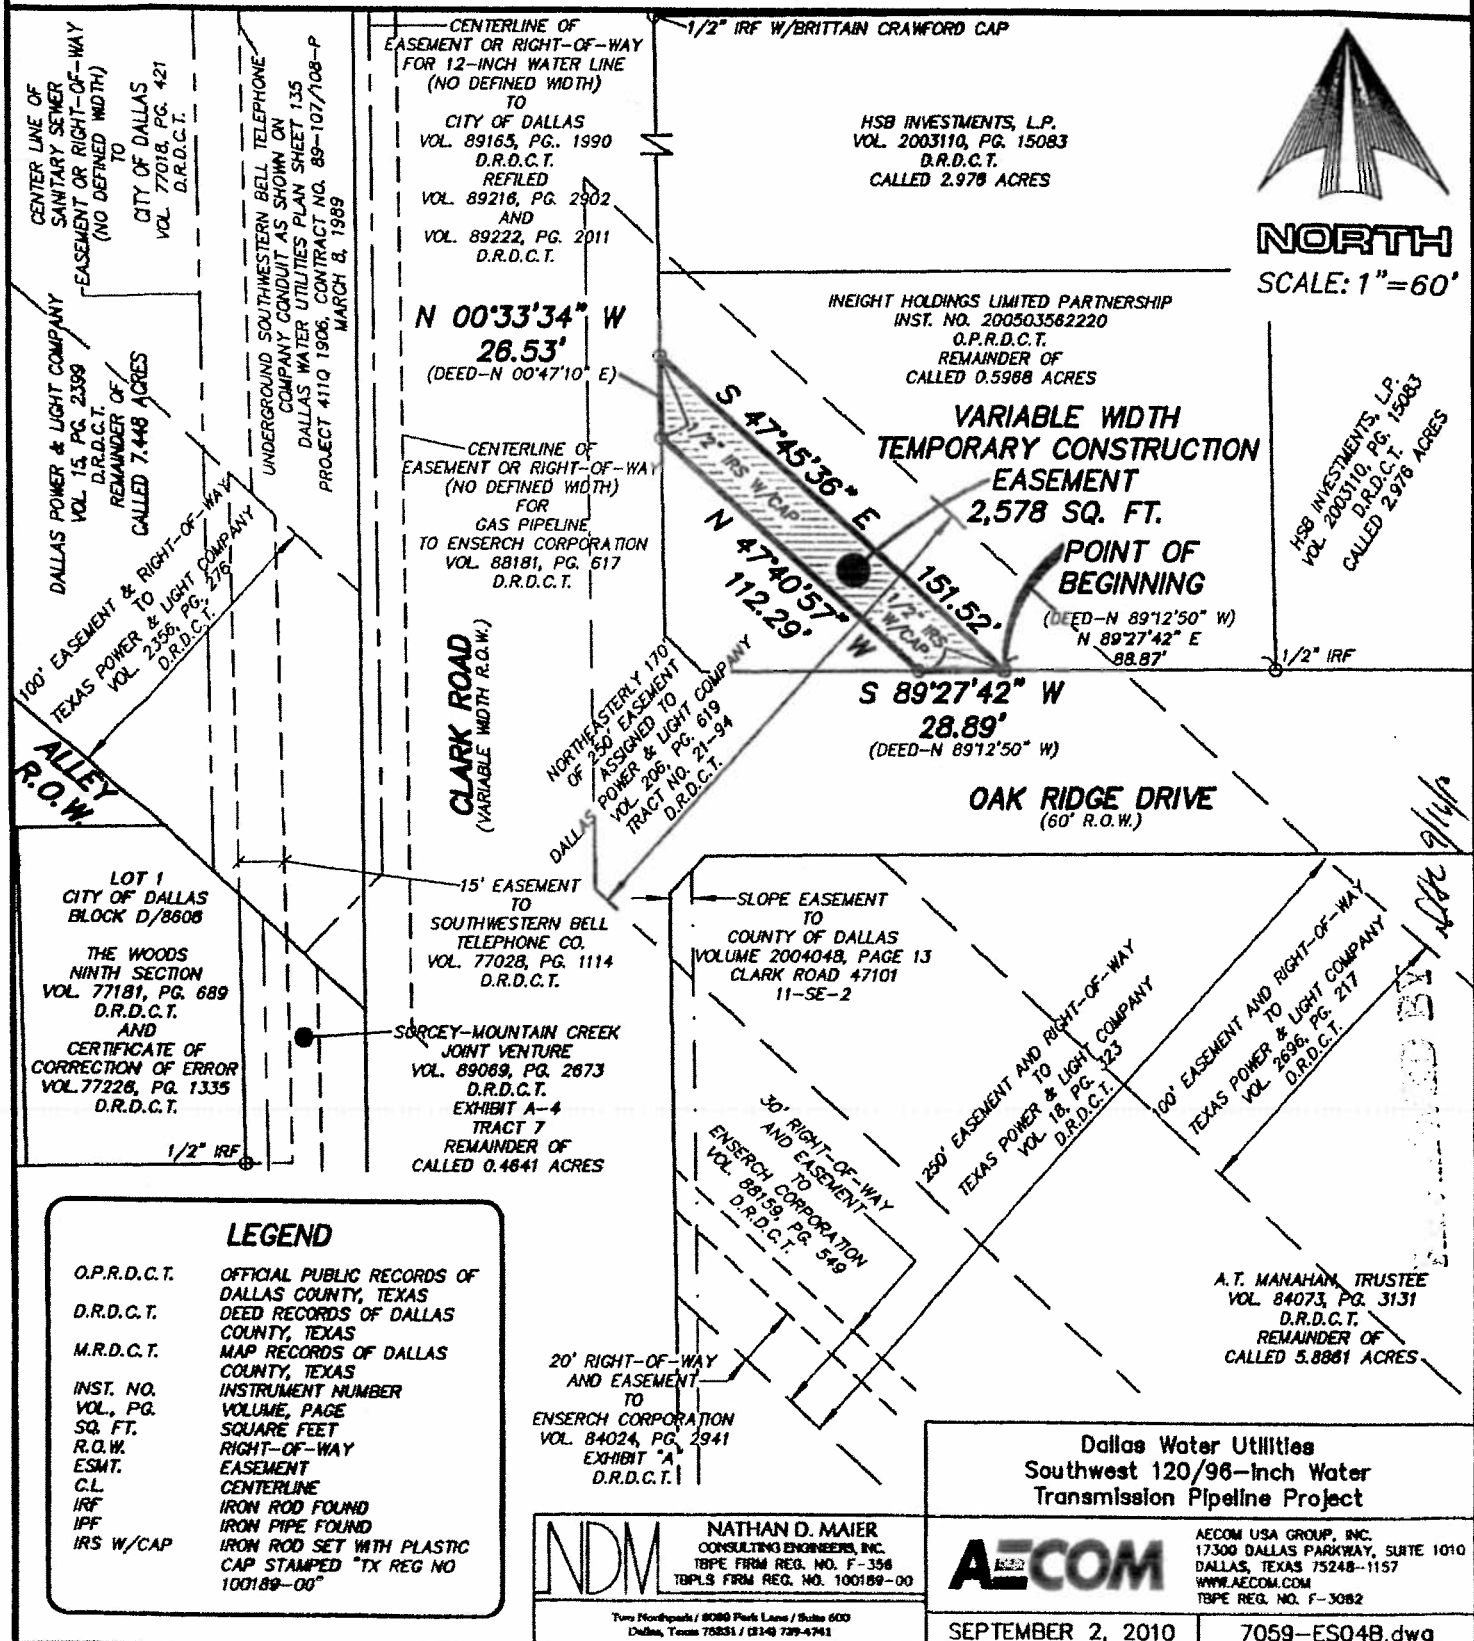 CENTER LINE OF
SANITARY SEWER
EASEMENT OR RIGHT-OF-WAY
(NO DEFINED WIDTH)
TO
CITY OF DALLAS
VOL. 77018, PG. 421
D.R.D.C.T.
UNDERGROUND SOUTHWESTERN BELL TELEPHONE
COMPANY CONDUIT AS SHOWN ON
DALLAS WATER UTILITIES PLAN SHEET 135
PROJECT 411Q 1906, CONTRACT NO. 89-107/108-P
MARCH 8, 1989
CENTERLINE OF
EASEMENT OR RIGHT-OF-WAY
FOR 12-INCH WATER LINE
(NO DEFINED WIDTH)
TO
CITY OF DALLAS
VOL. 89165, PG.. 1990
D.R.D.C.T.
REFILED
VOL. 89216, PG. 2902
AND
VOL. 89222, PG. 2011
D.R.D.C.T.
1/2" IRF W/BRITTAIN CRAWFORD CAP
HSB INVESTMENTS, L.P.
VOL. 2003110, PG. 15083
D.R.D.C.T.
CALLED 2.976 ACRES
NORTH
SCALE: 1"=60'
DALLAS POWER & LIGHT COMPANY
VOL. 15, PG. 2399
D.R.D.C.T.
REMAINDER OF
CALLED 7.448 ACRES
N 00°33'34" W
26.53'
(DEED-N 00°47'10" E)
INEIGHT HOLDINGS LIMITED PARTNERSHIP
INST. NO. 200503562220
O.P.R.D.C.T.
REMAINDER OF
CALLED 0.5968 ACRES
HSB INVESTMENTS, L.P.
VOL. 2003110, PG. 15083
D.R.D.C.T.
CALLED 2.976 ACRES
VARIABLE WIDTH
TEMPORARY CONSTRUCTION
EASEMENT
2,578 SQ. FT.
S 47°45'36" E
151.52'
1/2" IRS W/CAP
CENTERLINE OF
EASEMENT OR RIGHT-OF-WAY
(NO DEFINED WIDTH)
FOR
GAS PIPELINE
TO ENSERCH CORPORATION
VOL. 88181, PG. 617
D.R.D.C.T.
N 47°40'57" W
112.29'
POINT OF
BEGINNING
(DEED-N 89°12'50" W)
N 89°27'42" E
88.87'
1/2" IRS
W/CAP
1/2" IRF
100' EASEMENT & RIGHT-OF-WAY
TO
TEXAS POWER & LIGHT COMPANY
VOL. 2356, PG. 276
D.R.D.C.T.
CLARK ROAD
(VARIABLE WIDTH R.O.W.)
NORTHEASTERLY 170'
OF 250' EASEMENT
ASSIGNED TO
DALLAS POWER & LIGHT COMPANY
VOL. 206, PG. 619
TRACT NO. 21-94
D.R.D.C.T.
S 89°27'42" W
28.89'
(DEED-N 89°12'50" W)
ALLEY
R.O.W.
OAK RIDGE DRIVE
(60' R.O.W.)
LOT 1
CITY OF DALLAS
BLOCK D/8608
THE WOODS
NINTH SECTION
VOL. 77181, PG. 689
D.R.D.C.T.
AND
CERTIFICATE OF
CORRECTION OF ERROR
VOL.77226, PG. 1335
D.R.D.C.T.
1/2" IRF
15' EASEMENT
TO
SOUTHWESTERN BELL
TELEPHONE CO.
VOL. 77028, PG. 1114
D.R.D.C.T.
SLOPE EASEMENT
TO
COUNTY OF DALLAS
VOLUME 2004048, PAGE 13
CLARK ROAD 47101
11-SE-2
SORCEY-MOUNTAIN CREEK
JOINT VENTURE
VOL. 89069, PG. 2673
D.R.D.C.T.
EXHIBIT A-4
TRACT 7
REMAINDER OF
CALLED 0.4641 ACRES
30' RIGHT-OF-WAY
AND EASEMENT
TO
ENSERCH CORPORATION
VOL. 88159, PG. 549
D.R.D.C.T.
250' EASEMENT AND RIGHT-OF-WAY
TO
TEXAS POWER & LIGHT COMPANY
VOL. 18, PG. 323
D.R.D.C.T.
100' EASEMENT AND RIGHT-OF-WAY
TO
TEXAS POWER & LIGHT COMPANY
VOL. 2696, PG. 217
D.R.D.C.T.
BY
A.T. MANAHAN, TRUSTEE
VOL. 84073, PG. 3131
D.R.D.C.T.
REMAINDER OF
CALLED 5.8861 ACRES
20' RIGHT-OF-WAY
AND EASEMENT
TO
ENSERCH CORPORATION
VOL. 84024, PG. 2941
EXHIBIT "A"
D.R.D.C.T.
LEGEND
O.P.R.D.C.T. OFFICIAL PUBLIC RECORDS OF
DALLAS COUNTY, TEXAS
D.R.D.C.T. DEED RECORDS OF DALLAS
COUNTY, TEXAS
M.R.D.C.T. MAP RECORDS OF DALLAS
COUNTY, TEXAS
INST. NO. INSTRUMENT NUMBER
VOL., PG. VOLUME, PAGE
SQ. FT. SQUARE FEET
R.O.W. RIGHT-OF-WAY
ESMT. EASEMENT
C.L. CENTERLINE
IRF IRON ROD FOUND
IPF IRON PIPE FOUND
IRS W/CAP IRON ROD SET WITH PLASTIC
CAP STAMPED "TX REG NO
100189-00"
NDM
NATHAN D. MAIER
CONSULTING ENGINEERS, INC.
TBPE FIRM REG. NO. F-356
TBPLS FIRM REG. NO. 100189-00
Two Northpark / 8080 Park Lane / Suite 600
Dallas, Texas 75231 / (214) 739-4741
Dallas Water Utilities
Southwest 120/96-Inch Water
Transmission Pipeline Project
AECOM
AECOM USA GROUP, INC.
17300 DALLAS PARKWAY, SUITE 1010
DALLAS, TEXAS 75248-1157
WWW.AECOM.COM
TBPE REG. NO. F-3082
SEPTEMBER 2, 2010
7059-ES04B.dwg